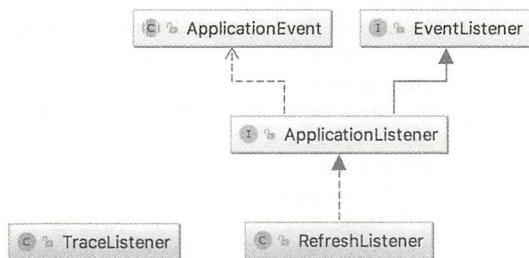 C ApplicationEvent
I EventListener
I ApplicationListener
C TraceListener
C RefreshListener